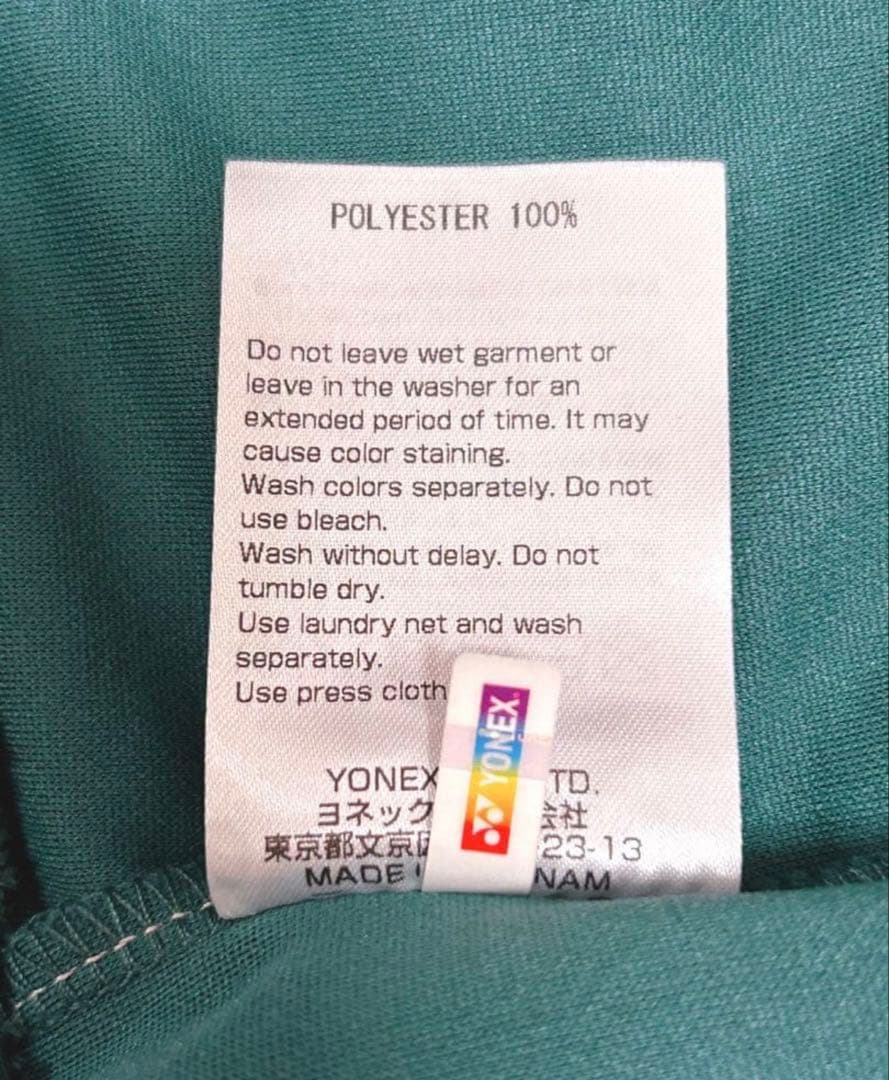 POLYESTER 100%
Do not leave wet garment or
leave in the washer for an
extended period of time. It may
cause color staining.
Wash colors separately. Do not
use bleach.
Wash without delay. Do not
tumble dry.
Use laundry net and wash
separately.
Use press cloth
YONEX TD.
YONEX
ヨネック 会社
東京都文京 23-13
MADE NAM